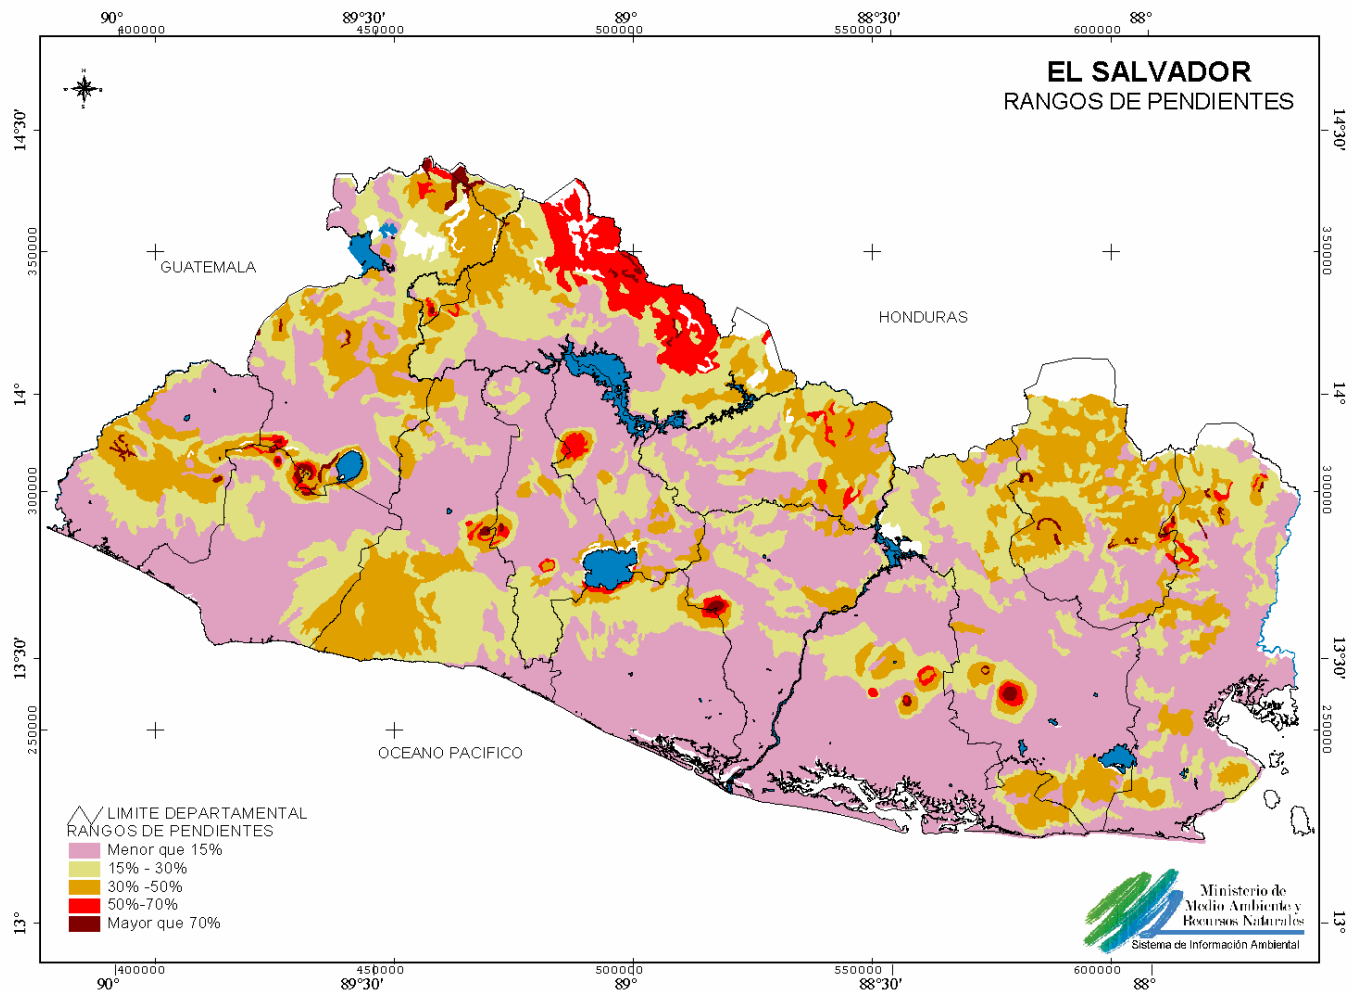 90° 89°30' 89° 88°30' 88°
400000 450000 500000 550000 600000
EL SALVADOR
RANGOS DE PENDIENTES
N
14°30' 14°30'
350000 350000
GUATEMALA
HONDURAS
14° 14°
300000 300000
13°30' 13°30'
250000 250000
OCEANO PACIFICO
LIMITE DEPARTAMENTAL
RANGOS DE PENDIENTES
Menor que 15%
15% - 30%
30% -50%
50%-70%
Mayor que 70%
Ministerio de
Medio Ambiente y
Recursos Naturales
Sistema de Información Ambiental
13° 13°
400000 450000 500000 550000 600000
90° 89°30' 89° 88°30' 88°